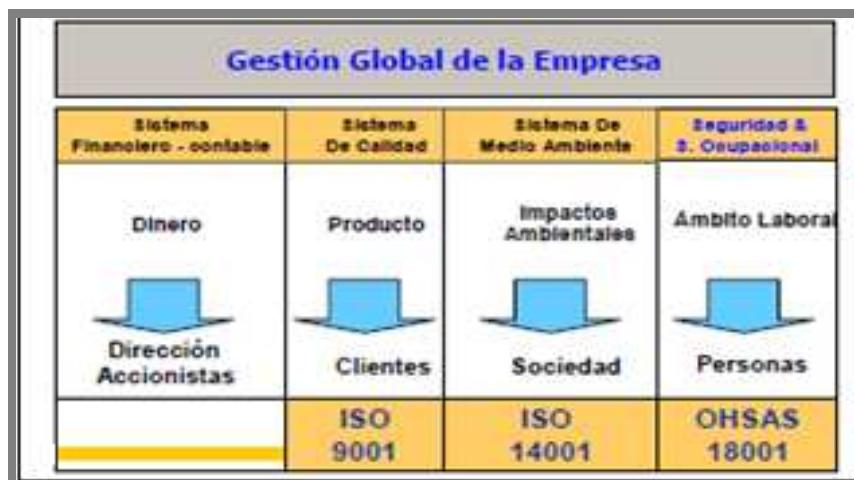 Gestión Global de la Empresa
Sistema
Financiero - contable
Sistema
De Calidad
Sistema De
Medio Ambiente
Seguridad &
S. Ocupacional
Dinero
Producto
Impactos
Ambientales
Ambito Laboral
Dirección
Accionistas
Clientes
Sociedad
Personas
ISO
9001
ISO
14001
OHSAS
18001